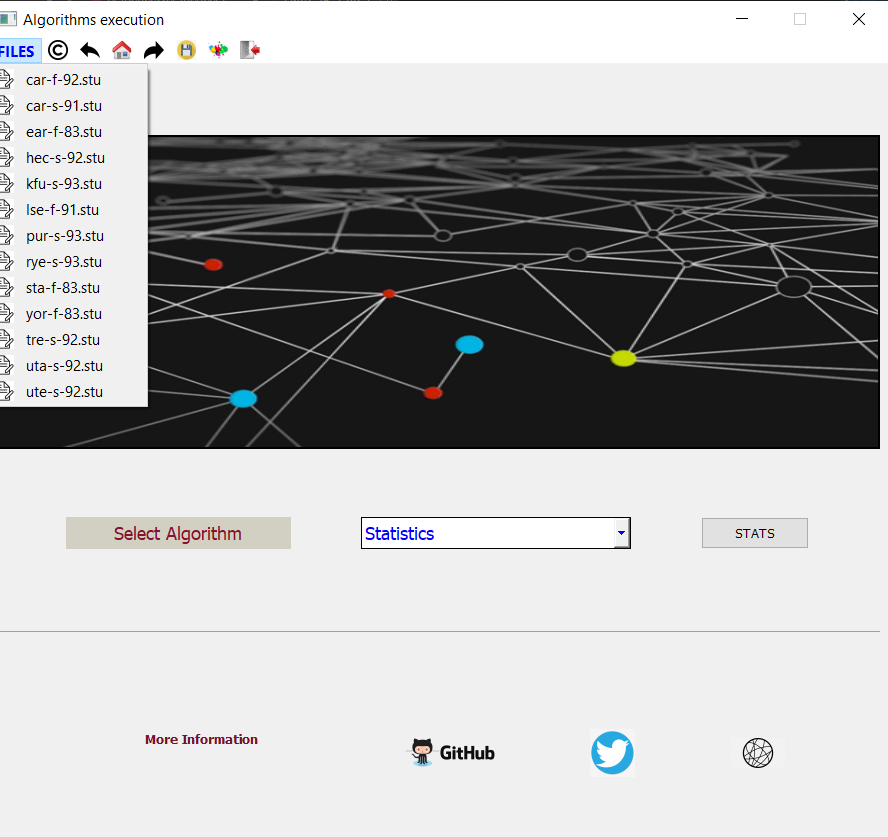 Algorithms execution
FILES
car-f-92.stu
car-s-91.stu
ear-f-83.stu
hec-s-92.stu
kfu-s-93.stu
lse-f-91.stu
pur-s-93.stu
rye-s-93.stu
sta-f-83.stu
yor-f-83.stu
tre-s-92.stu
uta-s-92.stu
ute-s-92.stu
Select Algorithm
Statistics
STATS
More Information
GitHub